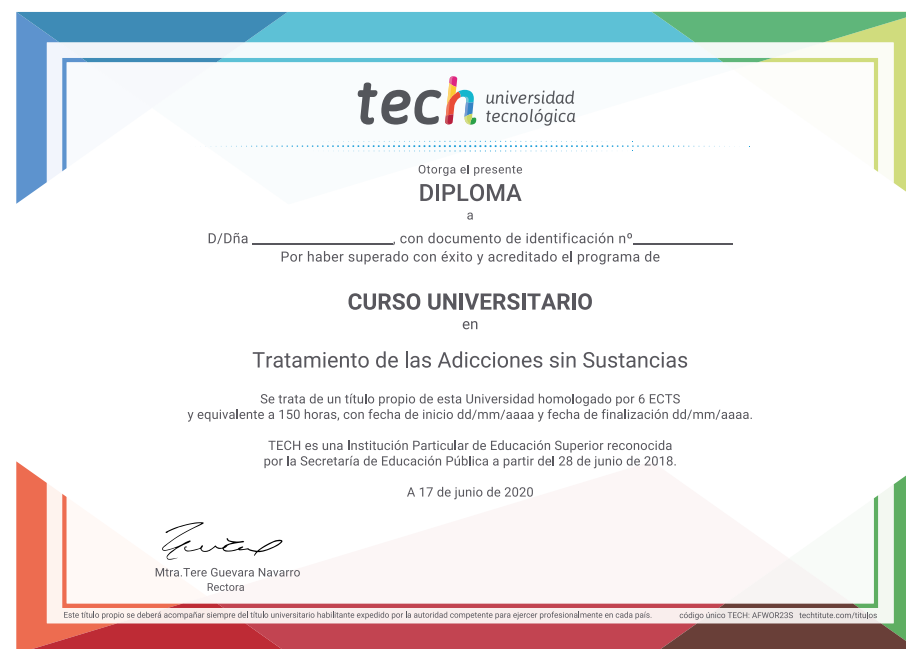 tech universidad
tecnológica
Otorga el presente
DIPLOMA
a
D/Dña ____________________, con documento de identificación nº______________
Por haber superado con éxito y acreditado el programa de
CURSO UNIVERSITARIO
en
Tratamiento de las Adicciones sin Sustancias
Se trata de un título propio de esta Universidad homologado por 6 ECTS
y equivalente a 150 horas, con fecha de inicio dd/mm/aaaa y fecha de finalización dd/mm/aaaa.
TECH es una Institución Particular de Educación Superior reconocida
por la Secretaría de Educación Pública a partir del 28 de junio de 2018.
A 17 de junio de 2020
Mtra.Tere Guevara Navarro
Rectora
Este título propio se deberá acompañar siempre del título universitario habilitante expedido por la autoridad competente para ejercer profesionalmente en cada país. código único TECH: AFWOR23S techtitute.com/titulos